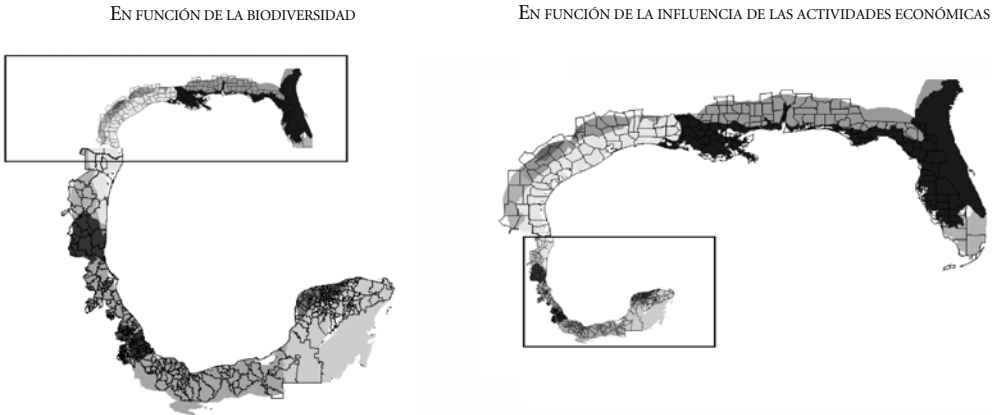 EN FUNCIÓN DE LA BIODIVERSIDAD
EN FUNCIÓN DE LA INFLUENCIA DE LAS ACTIVIDADES ECONÓMICAS